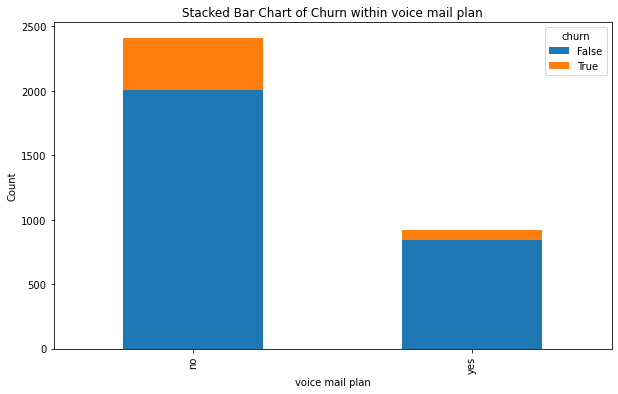 Stacked Bar Chart of Churn within voice mail plan
churn
False
True
Count
2500
2000
1500
1000
500
0
no
yes
voice mail plan